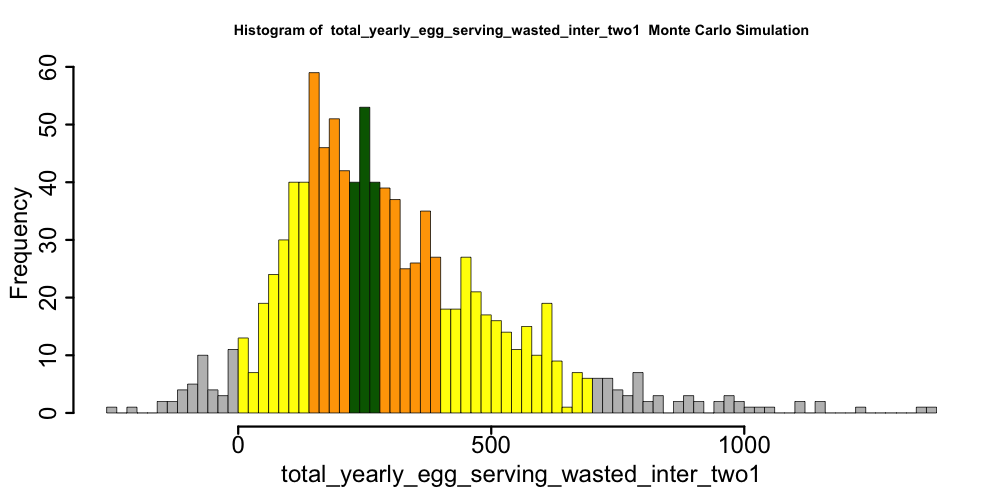 Histogram of  total_yearly_egg_serving_wasted_inter_two1  Monte Carlo Simulation
Frequency
60
50
40
30
20
10
0
0 500 1000
total_yearly_egg_serving_wasted_inter_two1